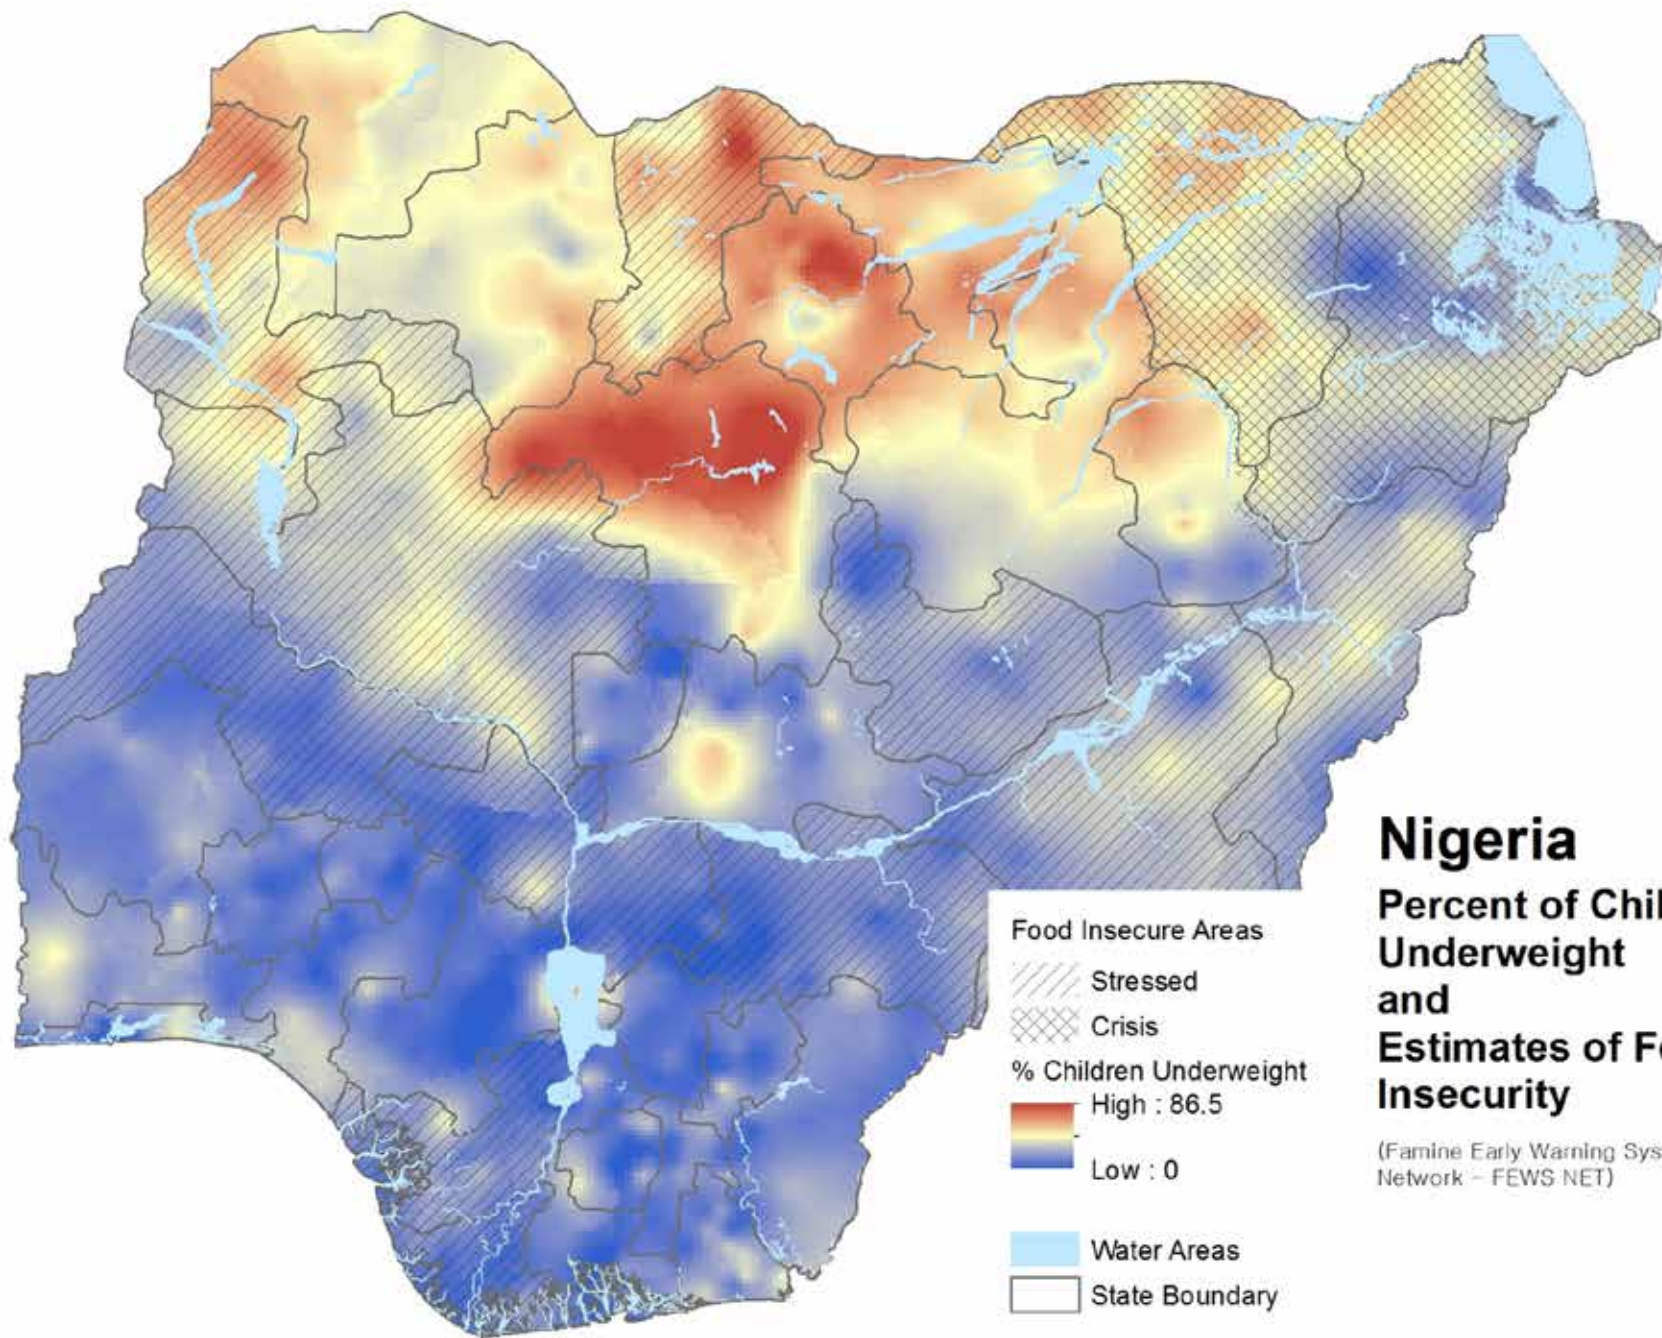 Nigeria
Percent of Chil
Underweight
and
Estimates of Fo
Insecurity
(Famine Early Warning Sys
Network - FEWS NET)
Food Insecure Areas
Stressed
Crisis
% Children Underweight
High : 86.5
Low : 0
Water Areas
State Boundary